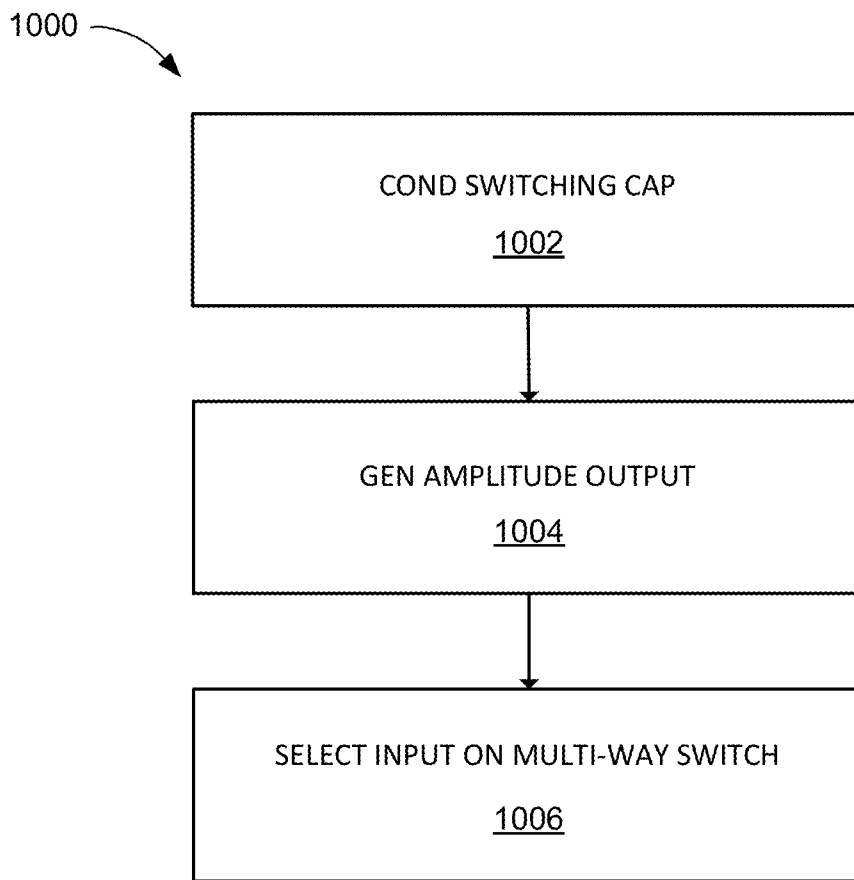 1000
COND SWITCHING CAP
1002
GEN AMPLITUDE OUTPUT
1004
SELECT INPUT ON MULTI-WAY SWITCH
1006